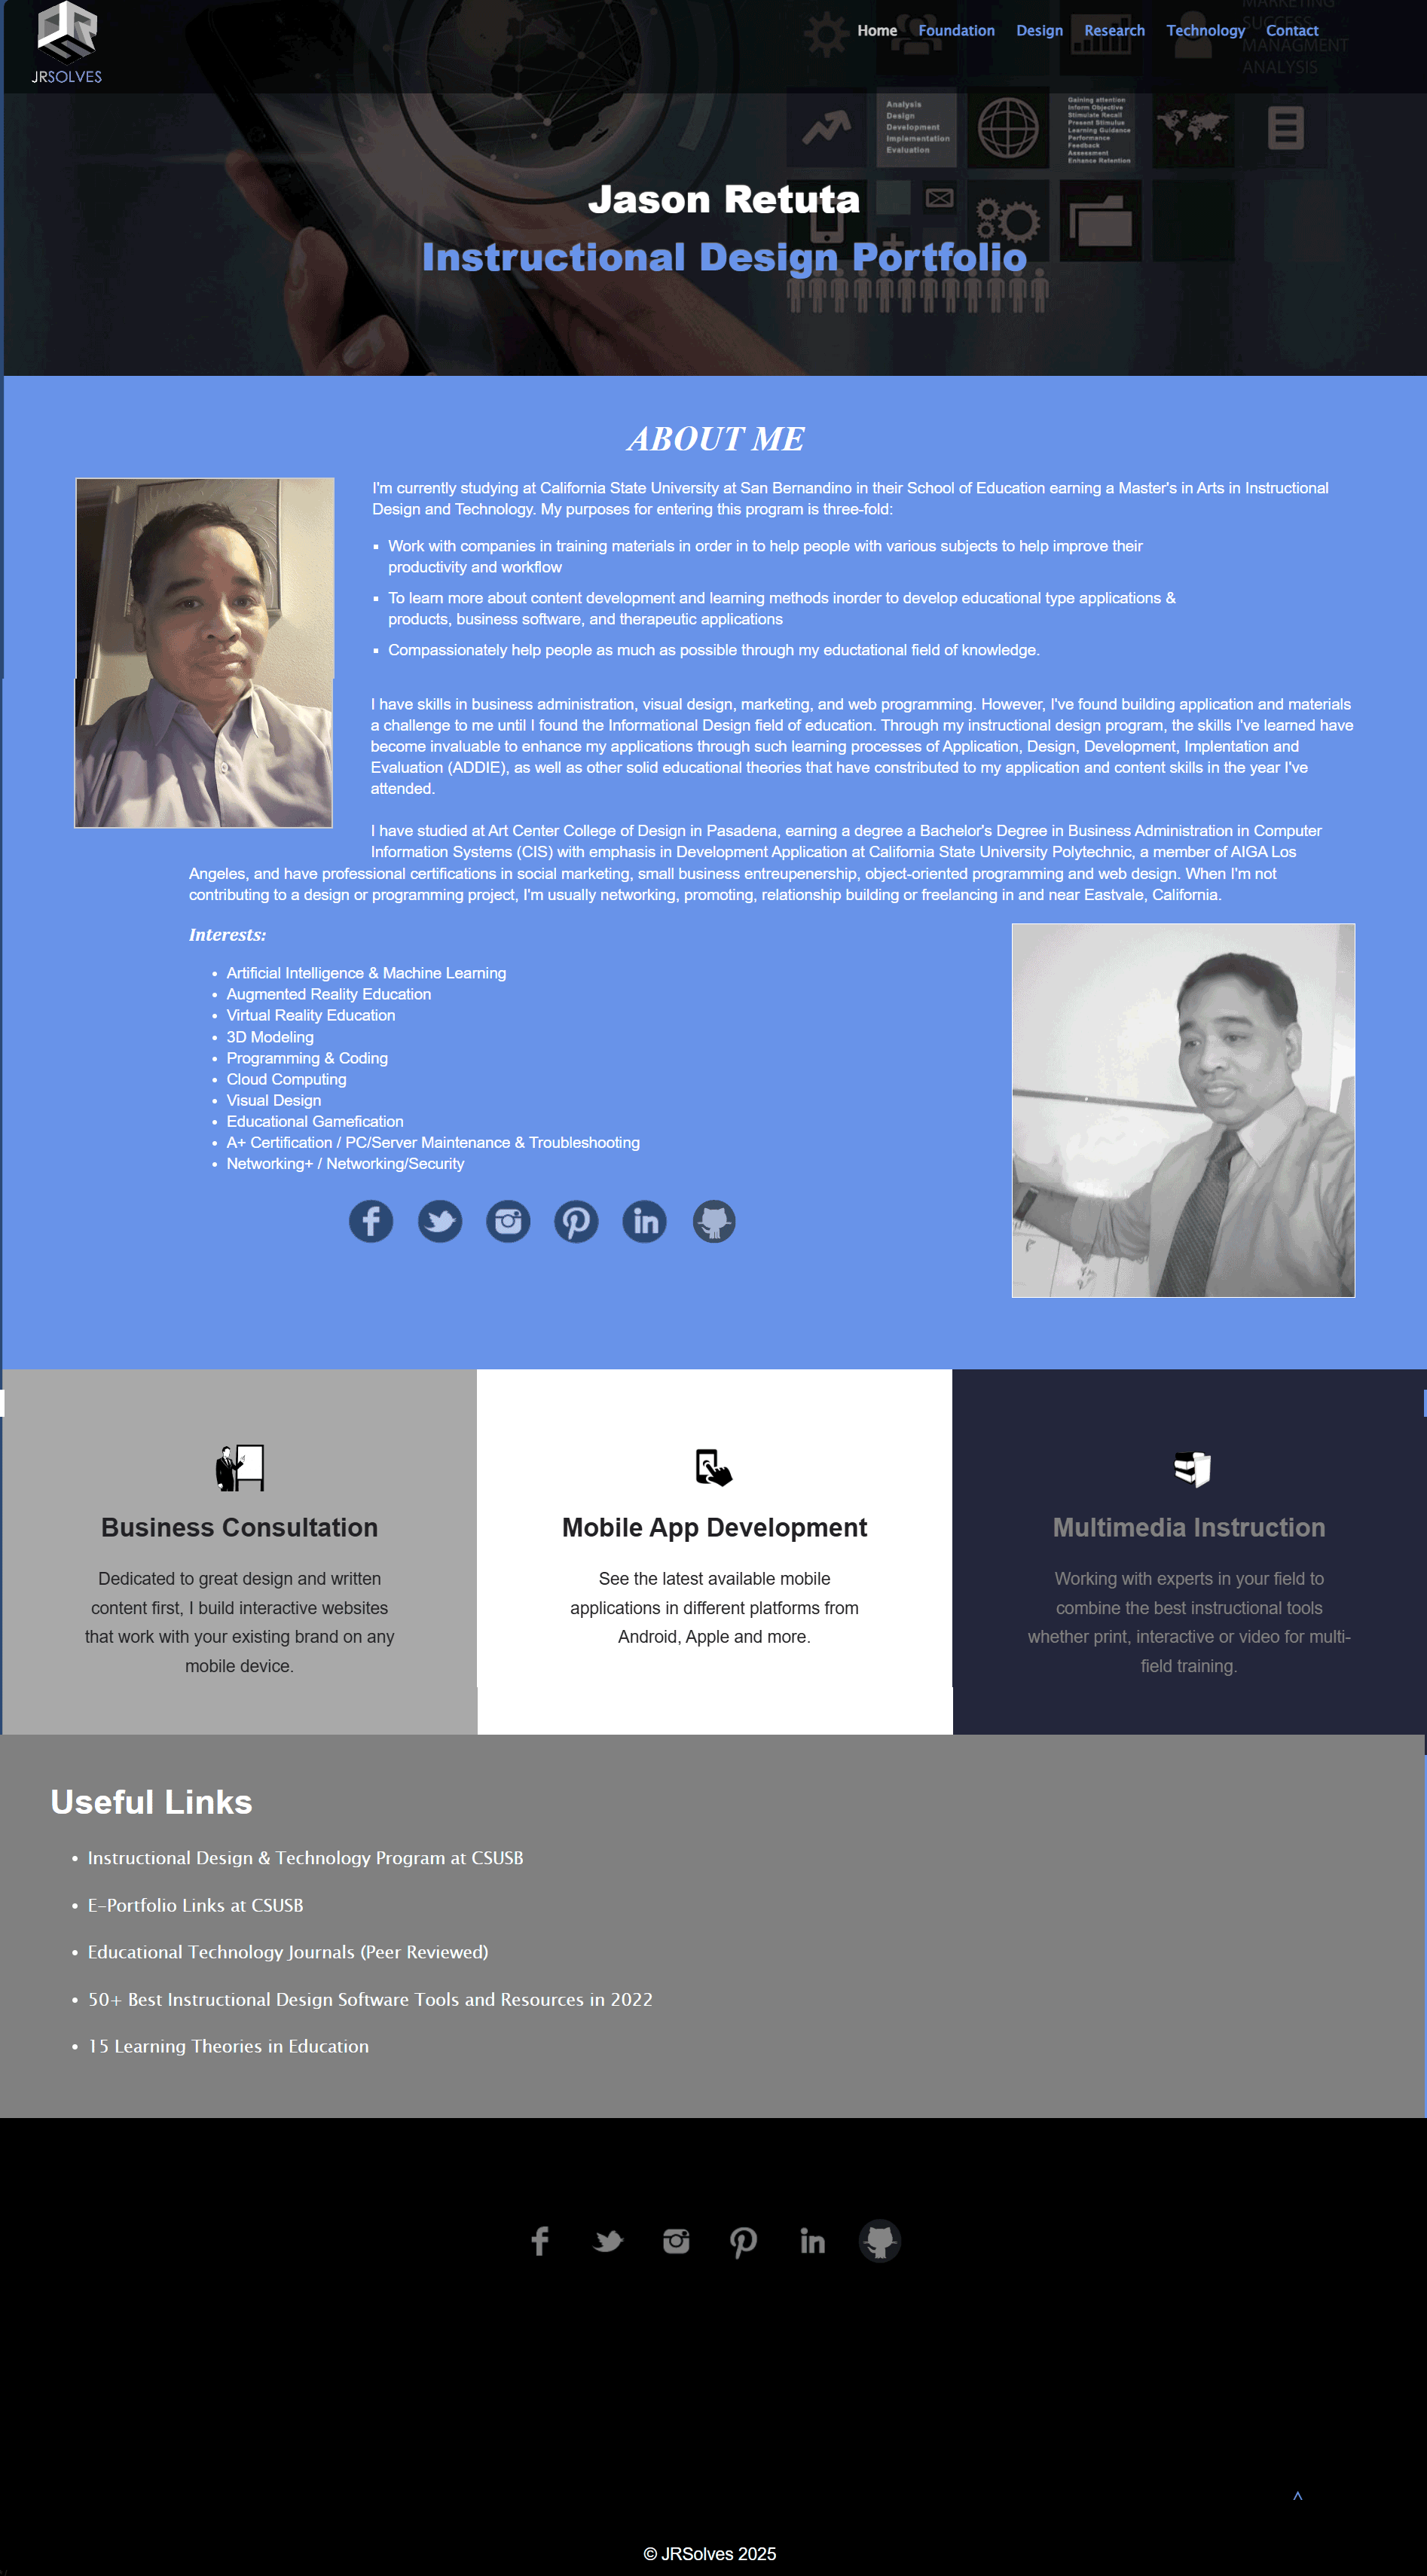 JRSOLVES
Home Foundation Design Research Technology Contact
MARKETING
SUCCESS
MANAGMENT
ANALYSIS
Analysis
Design
Development
Implementation
Evaluation
Gaining attention
Inform Objective
Stimulate Recall
Present Stimulus
Learning Guidance
Performance
Feedback
Assessment
Enhance Retention
Jason Retuta
Instructional Design Portfolio
ABOUT ME
I'm currently studying at California State University at San Bernandino in their School of Education earning a Master's in Arts in Instructional
Design and Technology. My purposes for entering this program is three-fold:
▪ Work with companies in training materials in order in to help people with various subjects to help improve their
productivity and workflow
▪ To learn more about content development and learning methods inorder to develop educational type applications &
products, business software, and therapeutic applications
▪ Compassionately help people as much as possible through my eductational field of knowledge.
I have skills in business administration, visual design, marketing, and web programming. However, I've found building application and materials
a challenge to me until I found the Informational Design field of education. Through my instructional design program, the skills I've learned have
become invaluable to enhance my applications through such learning processes of Application, Design, Development, Implentation and
Evaluation (ADDIE), as well as other solid educational theories that have constributed to my application and content skills in the year I've
attended.
I have studied at Art Center College of Design in Pasadena, earning a degree a Bachelor's Degree in Business Administration in Computer
Information Systems (CIS) with emphasis in Development Application at California State University Polytechnic, a member of AIGA Los
Angeles, and have professional certifications in social marketing, small business entreupenership, object-oriented programming and web design. When I'm not
contributing to a design or programming project, I'm usually networking, promoting, relationship building or freelancing in and near Eastvale, California.
Interests:
• Artificial Intelligence & Machine Learning
• Augmented Reality Education
• Virtual Reality Education
• 3D Modeling
• Programming & Coding
• Cloud Computing
• Visual Design
• Educational Gamefication
• A+ Certification / PC/Server Maintenance & Troubleshooting
• Networking+ / Networking/Security
Business Consultation
Dedicated to great design and written
content first, I build interactive websites
that work with your existing brand on any
mobile device.
Mobile App Development
See the latest available mobile
applications in different platforms from
Android, Apple and more.
Multimedia Instruction
Working with experts in your field to
combine the best instructional tools
whether print, interactive or video for multi-
field training.
Useful Links
• Instructional Design & Technology Program at CSUSB
• E-Portfolio Links at CSUSB
• Educational Technology Journals (Peer Reviewed)
• 50+ Best Instructional Design Software Tools and Resources in 2022
• 15 Learning Theories in Education
^
© JRSolves 2025